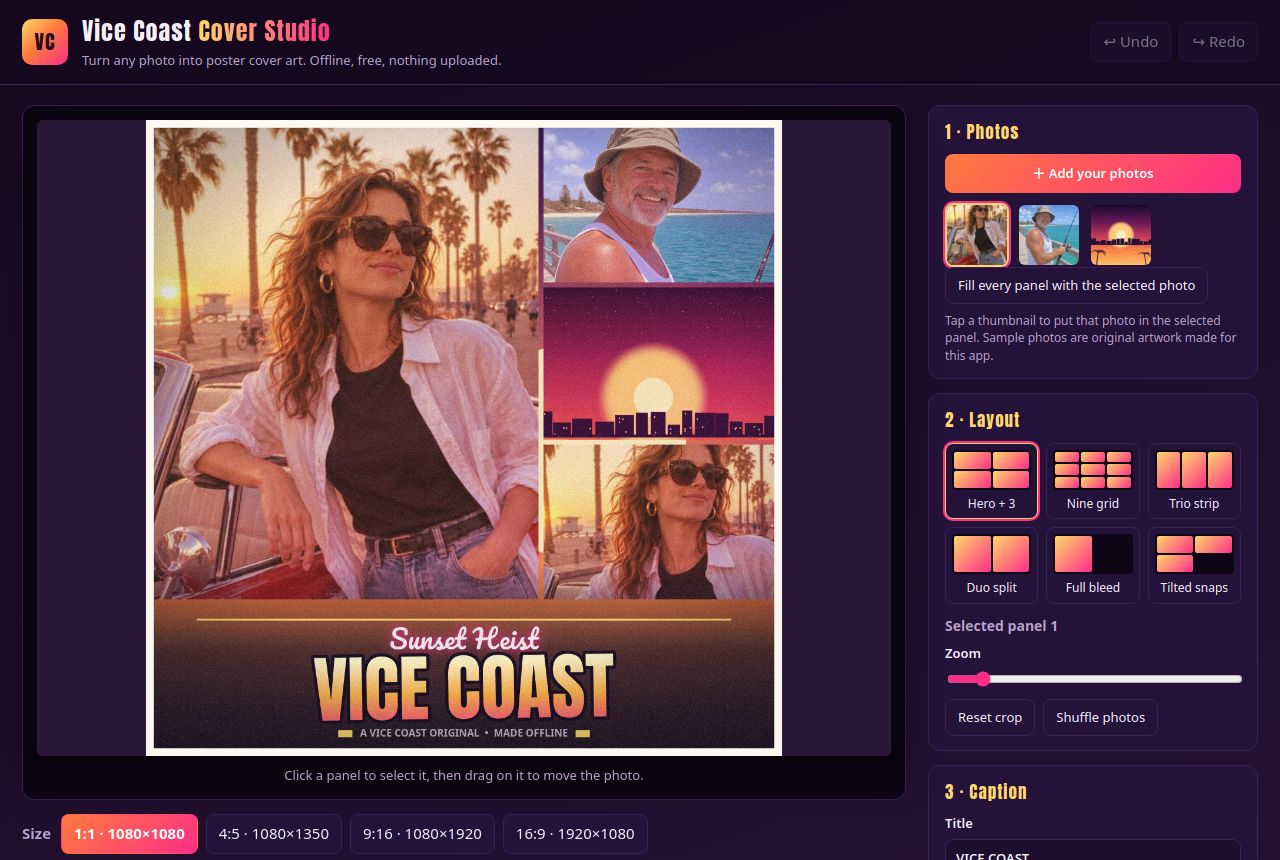 VC
Vice Coast Cover Studio
Turn any photo into poster cover art. Offline, free, nothing uploaded.
↩ Undo
↪ Redo
Sunset Heist
VICE COAST
A VICE COAST ORIGINAL • MADE OFFLINE
Click a panel to select it, then drag on it to move the photo.
Size
1:1 · 1080×1080
4:5 · 1080×1350
9:16 · 1080×1920
16:9 · 1920×1080
1 · Photos
+ Add your photos
Fill every panel with the selected photo
Tap a thumbnail to put that photo in the selected
panel. Sample photos are original artwork made for
this app.
2 · Layout
Hero + 3
Nine grid
Trio strip
Duo split
Full bleed
Tilted snaps
Selected panel 1
Zoom
Reset crop
Shuffle photos
3 · Caption
Title
VICE COAST